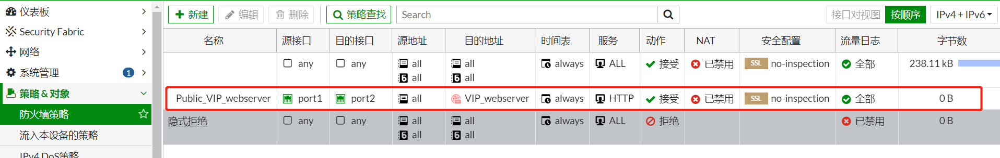 仪表板
Security Fabric
网络
系统管理 1
策略 & 对象
防火墙策略
流入本设备的策略
IPv4 DoS策略
新建 编辑 删除 策略查找 Search 接口对视图 按顺序 IPv4 + IPv6
名称 源接口 目的接口 源地址 目的地址 时间表 服务 动作 NAT 安全配置 流量日志 字节数
any any all all always ALL 接受 已禁用 SSL no-inspection 全部 238.11 kB
6 all 6 all
Public_VIP_webserver port1 port2 all VIP_webserver always HTTP 接受 已禁用 SSL no-inspection 全部 0 B
隐式拒绝 any any all all always ALL 拒绝 已禁用 0 B
6 all 6 all